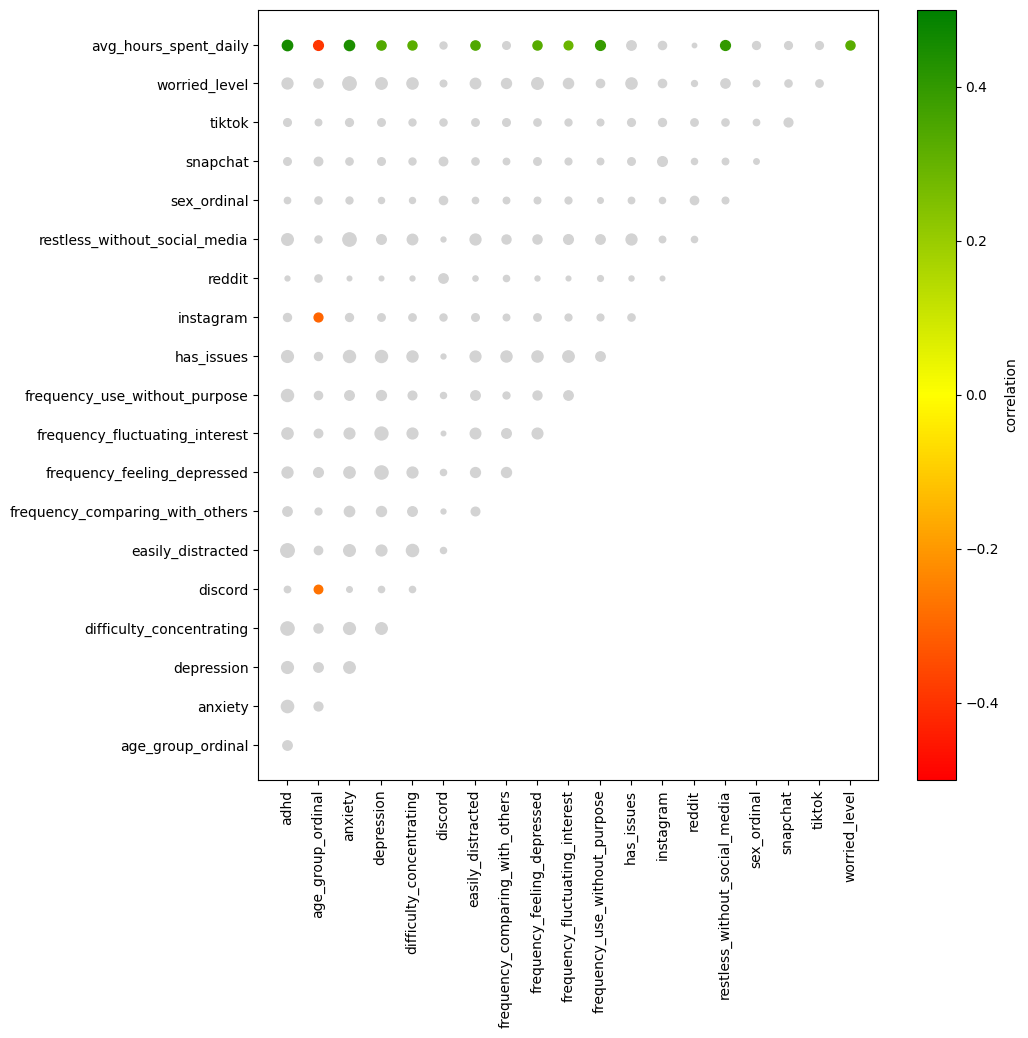 avg_hours_spent_daily
worried_level
tiktok
snapchat
sex_ordinal
restless_without_social_media
reddit
instagram
has_issues
frequency_use_without_purpose
frequency_fluctuating_interest
frequency_feeling_depressed
frequency_comparing_with_others
easily_distracted
discord
difficulty_concentrating
depression
anxiety
age_group_ordinal
adhd
age_group_ordinal
anxiety
depression
difficulty_concentrating
discord
easily_distracted
frequency_comparing_with_others
frequency_feeling_depressed
frequency_fluctuating_interest
frequency_use_without_purpose
has_issues
instagram
reddit
restless_without_social_media
sex_ordinal
snapchat
tiktok
worried_level
0.4
0.2
0.0
−0.2
−0.4
correlation